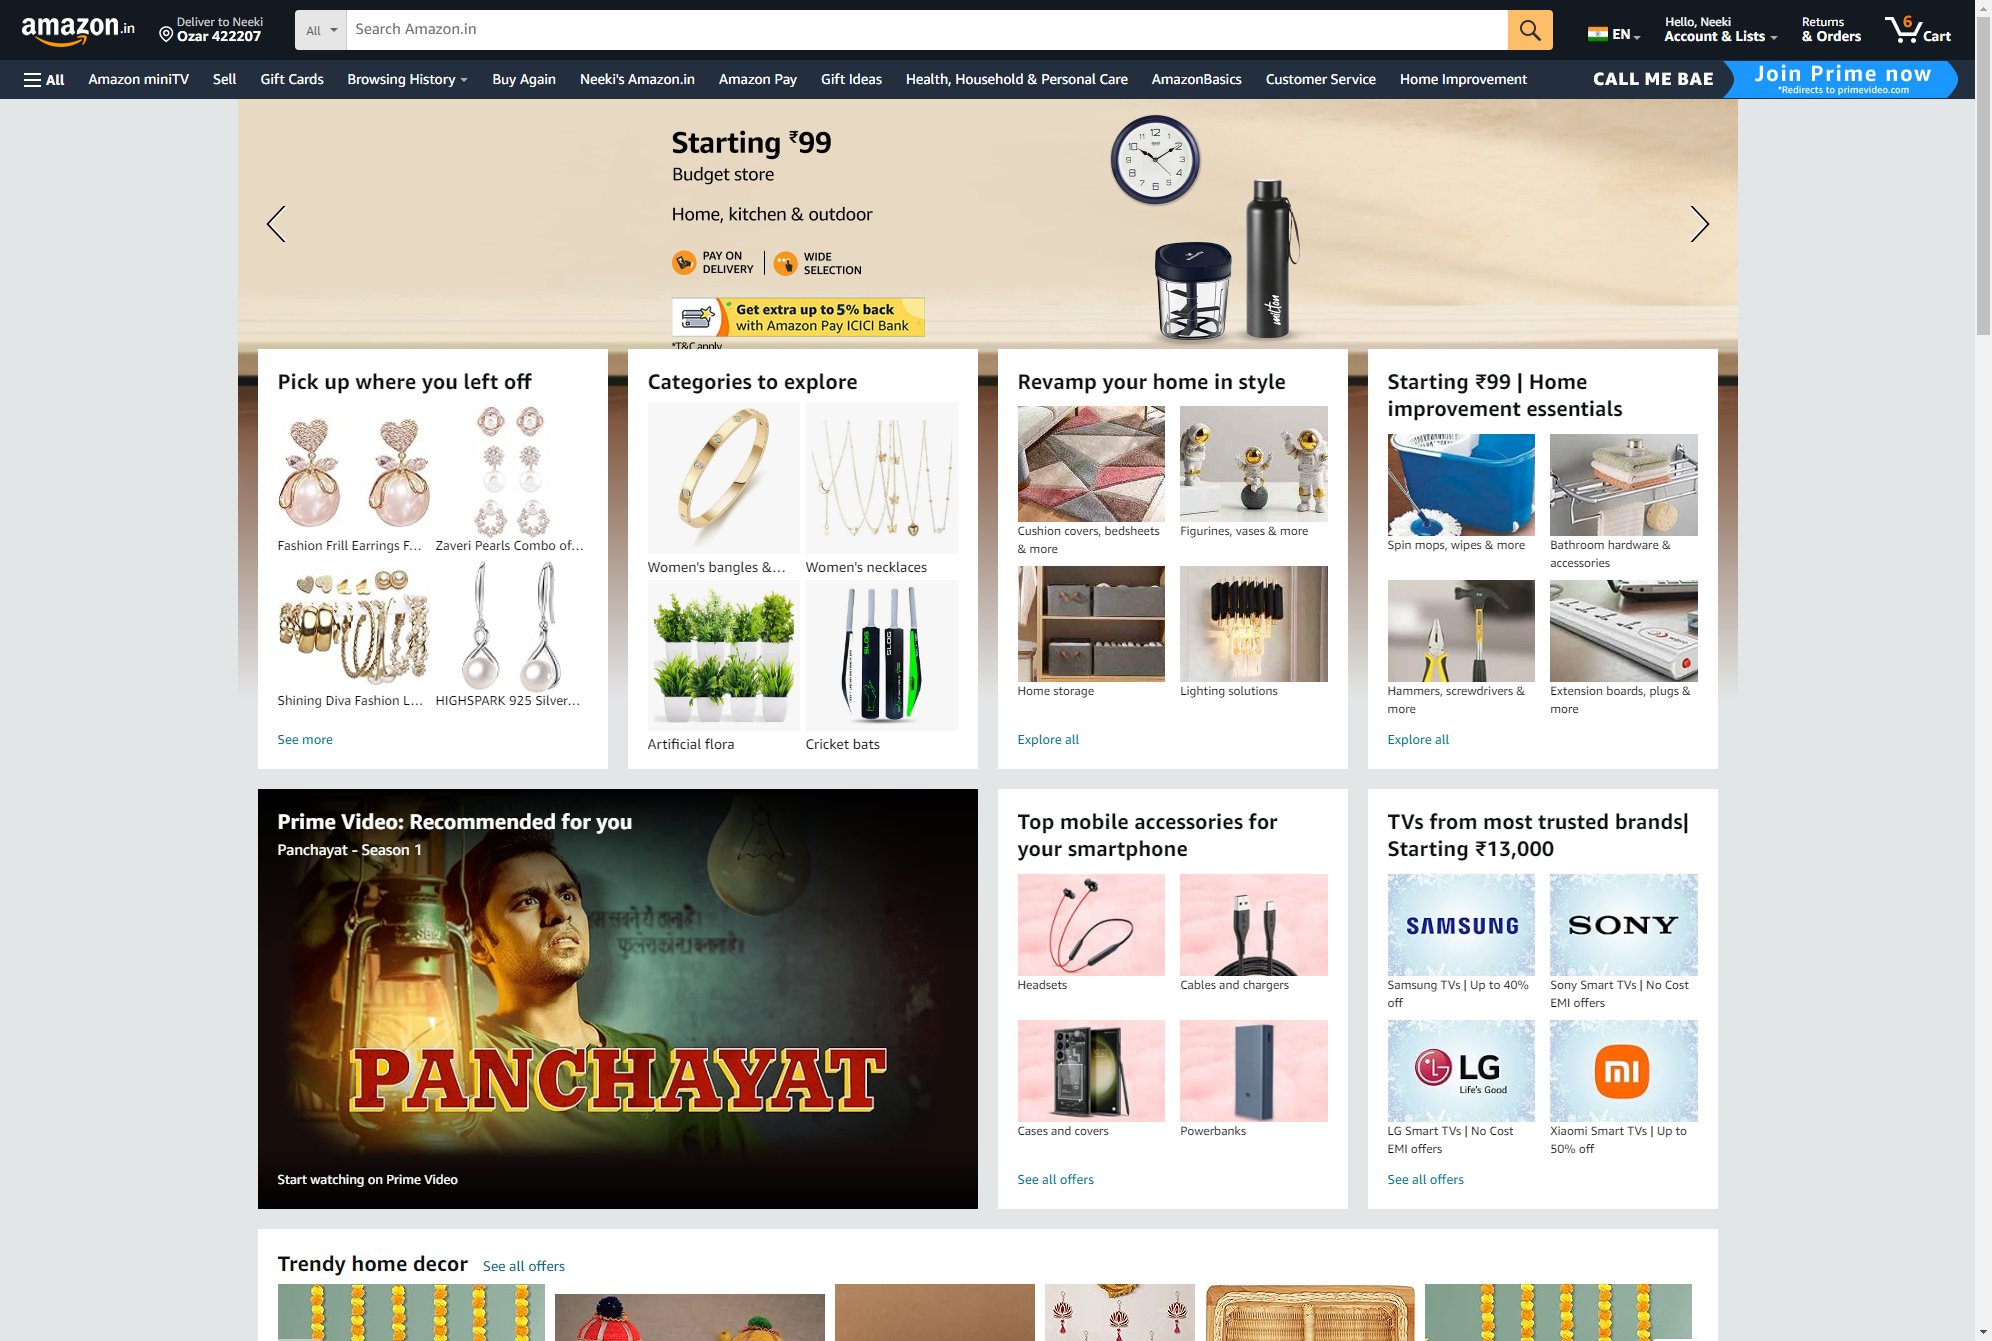 amazon.in
Deliver to Neeki
Ozar 422207
All
Search Amazon.in
EN
Hello, Neeki
Account & Lists
Returns
& Orders
6
Cart
All
Amazon miniTV
Sell
Gift Cards
Browsing History
Buy Again
Neeki's Amazon.in
Amazon Pay
Gift Ideas
Health, Household & Personal Care
AmazonBasics
Customer Service
Home Improvement
CALL ME BAE
Join Prime now
*Redirects to primevideo.com
Starting ₹99
Budget store
Home, kitchen & outdoor
PAY ON
DELIVERY
WIDE
SELECTION
Get extra up to 5% back
with Amazon Pay ICICI Bank
*T&C apply
milton
Pick up where you left off
Fashion Frill Earrings F...
Zaveri Pearls Combo of...
Shining Diva Fashion L...
HIGHSPARK 925 Silver...
See more
Categories to explore
Women's bangles &...
Women's necklaces
SLOG
SLOG
Artificial flora
Cricket bats
Revamp your home in style
Cushion covers, bedsheets
& more
Figurines, vases & more
Home storage
Lighting solutions
Explore all
Starting ₹99 | Home
improvement essentials
Spin mops, wipes & more
Bathroom hardware &
accessories
Hammers, screwdrivers &
more
Extension boards, plugs &
more
Explore all
Prime Video: Recommended for you
Panchayat - Season 1
PANCHAYAT
Start watching on Prime Video
Top mobile accessories for
your smartphone
Headsets
Cables and chargers
Cases and covers
Powerbanks
See all offers
TVs from most trusted brands|
Starting ₹13,000
SAMSUNG
SONY
Samsung TVs | Up to 40%
off
Sony Smart TVs | No Cost
EMI offers
LG
Life's Good
mi
LG Smart TVs | No Cost
EMI offers
Xiaomi Smart TVs | Up to
50% off
See all offers
Trendy home decor
See all offers